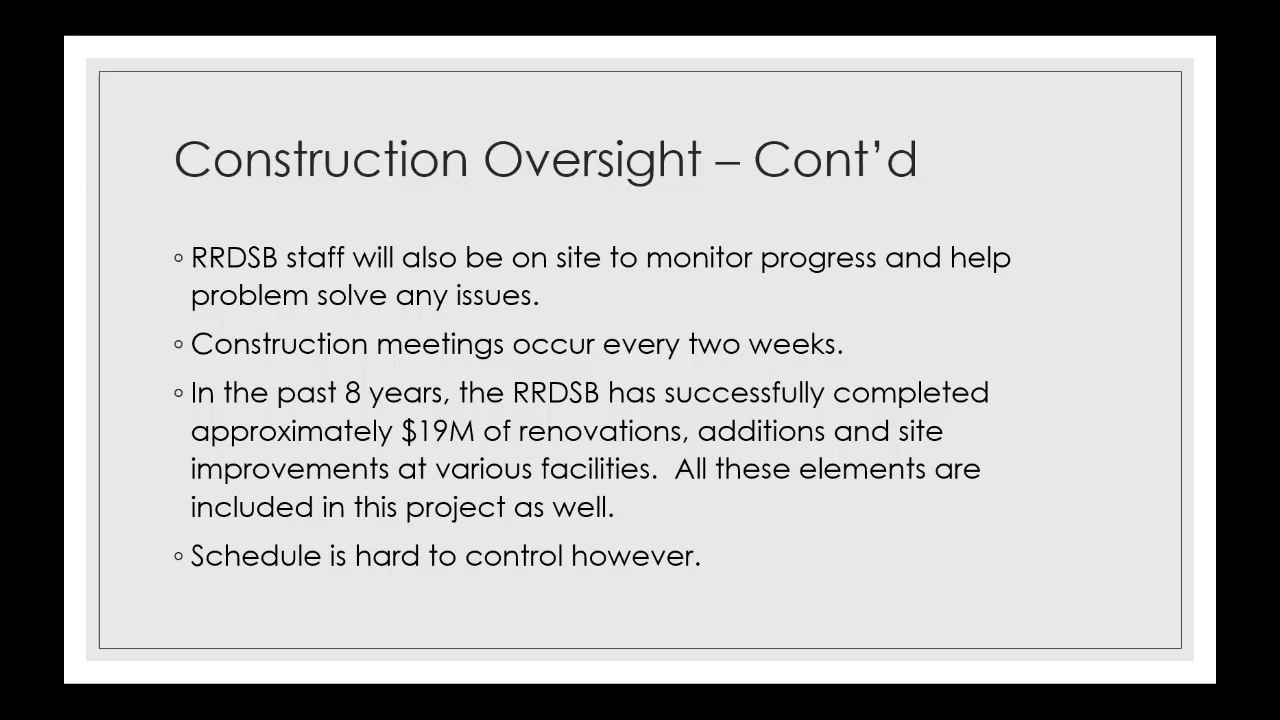 Construction Oversight – Cont’d
◦ RRDSB staff will also be on site to monitor progress and help
problem solve any issues.
◦ Construction meetings occur every two weeks.
◦ In the past 8 years, the RRDSB has successfully completed
approximately $19M of renovations, additions and site
improvements at various facilities.  All these elements are
included in this project as well.
◦ Schedule is hard to control however.